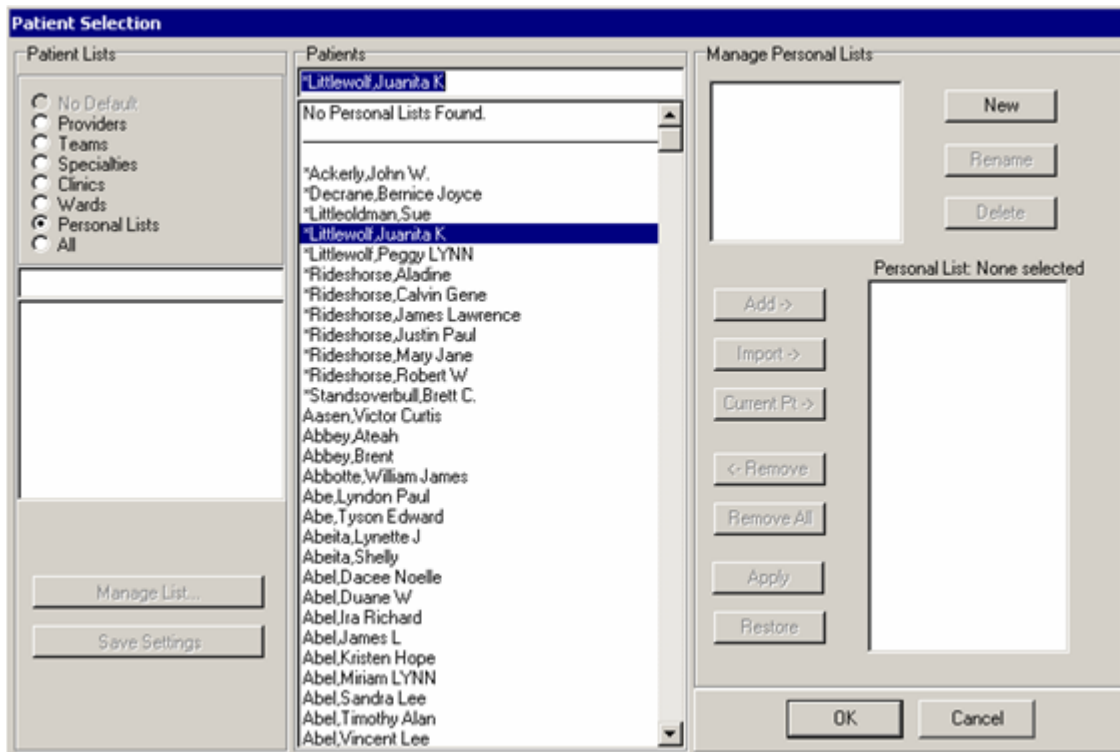 Patient Selection
Patient Lists
No Default
Providers
Teams
Specialties
Clinics
Wards
Personal Lists
All
Manage List...
Save Settings
Patients
*Littlewolf,Juanita K
No Personal Lists Found.
*Ackerly,John W.
*Decrane,Bernice Joyce
*Littleoldman,Sue
*Littlewolf,Juanita K
*Littlewolf,Peggy LYNN
*Rideshorse,Aladine
*Rideshorse,Calvin Gene
*Rideshorse,James Lawrence
*Rideshorse,Justin Paul
*Rideshorse,Mary Jane
*Rideshorse,Robert W
*Standsoverbull,Brett C.
Aasen,Victor Curtis
Abbey,Ateah
Abbey,Brent
Abbotte,William James
Abe,Lyndon Paul
Abe,Tyson Edward
Abeita,Lynette J
Abeita,Shelly
Abel,Dacee Noelle
Abel,Duane W
Abel,Ira Richard
Abel,James L
Abel,Kristen Hope
Abel,Miriam LYNN
Abel,Sandra Lee
Abel,Timothy Alan
Abel,Vincent Lee
Manage Personal Lists
New
Rename
Delete
Personal List: None selected
Add ->
Import ->
Current Pt ->
<- Remove
Remove All
Apply
Restore
OK
Cancel